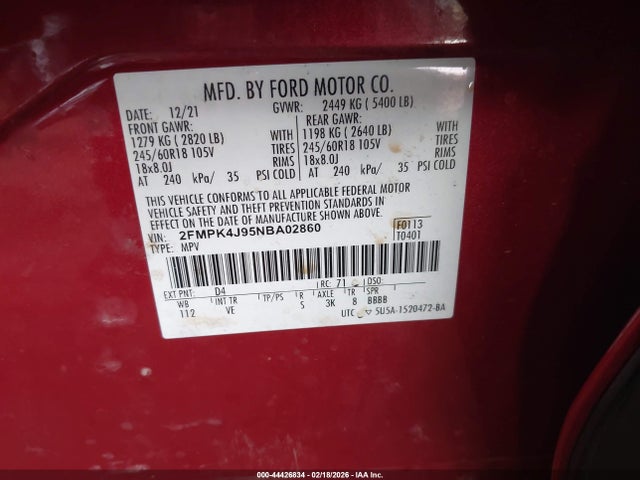 MFD. BY FORD MOTOR CO.
DATE: 12/21 GVWR: 2449 KG ( 5400 LB)
FRONT GAWR: REAR GAWR:
1279 KG ( 2820 LB) 1198 KG ( 2640 LB)
245/60R18 105V TIRES 245/60R18 105V TIRES
18x8.0J RIMS 18x8.0J RIMS
AT 240 kPa/ 35 PSI COLD AT 240 kPa/ 35 PSI COLD
THIS VEHICLE CONFORMS TO ALL APPLICABLE FEDERAL MOTOR
VEHICLE SAFETY AND THEFT PREVENTION STANDARDS IN
EFFECT ON THE DATE OF MANUFACTURE SHOWN ABOVE.
VIN: 2FMPK4J95NBA02860 F0113
TYPE: MPV T0401
EXT PNT: D4 RC: 71 DSO:
WB INT TR TP/PS R AXLE TR SPR
112 VE S 3K 8 BBBB
UTC 5U5A-1520472-BA
000-44426834 - 02/18/2026 - IAA Inc.